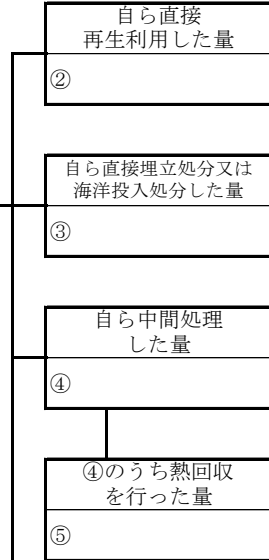 自ら直接
再生利用した量
②
自ら直接埋立処分又は
海洋投入処分した量
③
自ら中間処理
した量
④
④のうち熱回収
を行った量
⑤